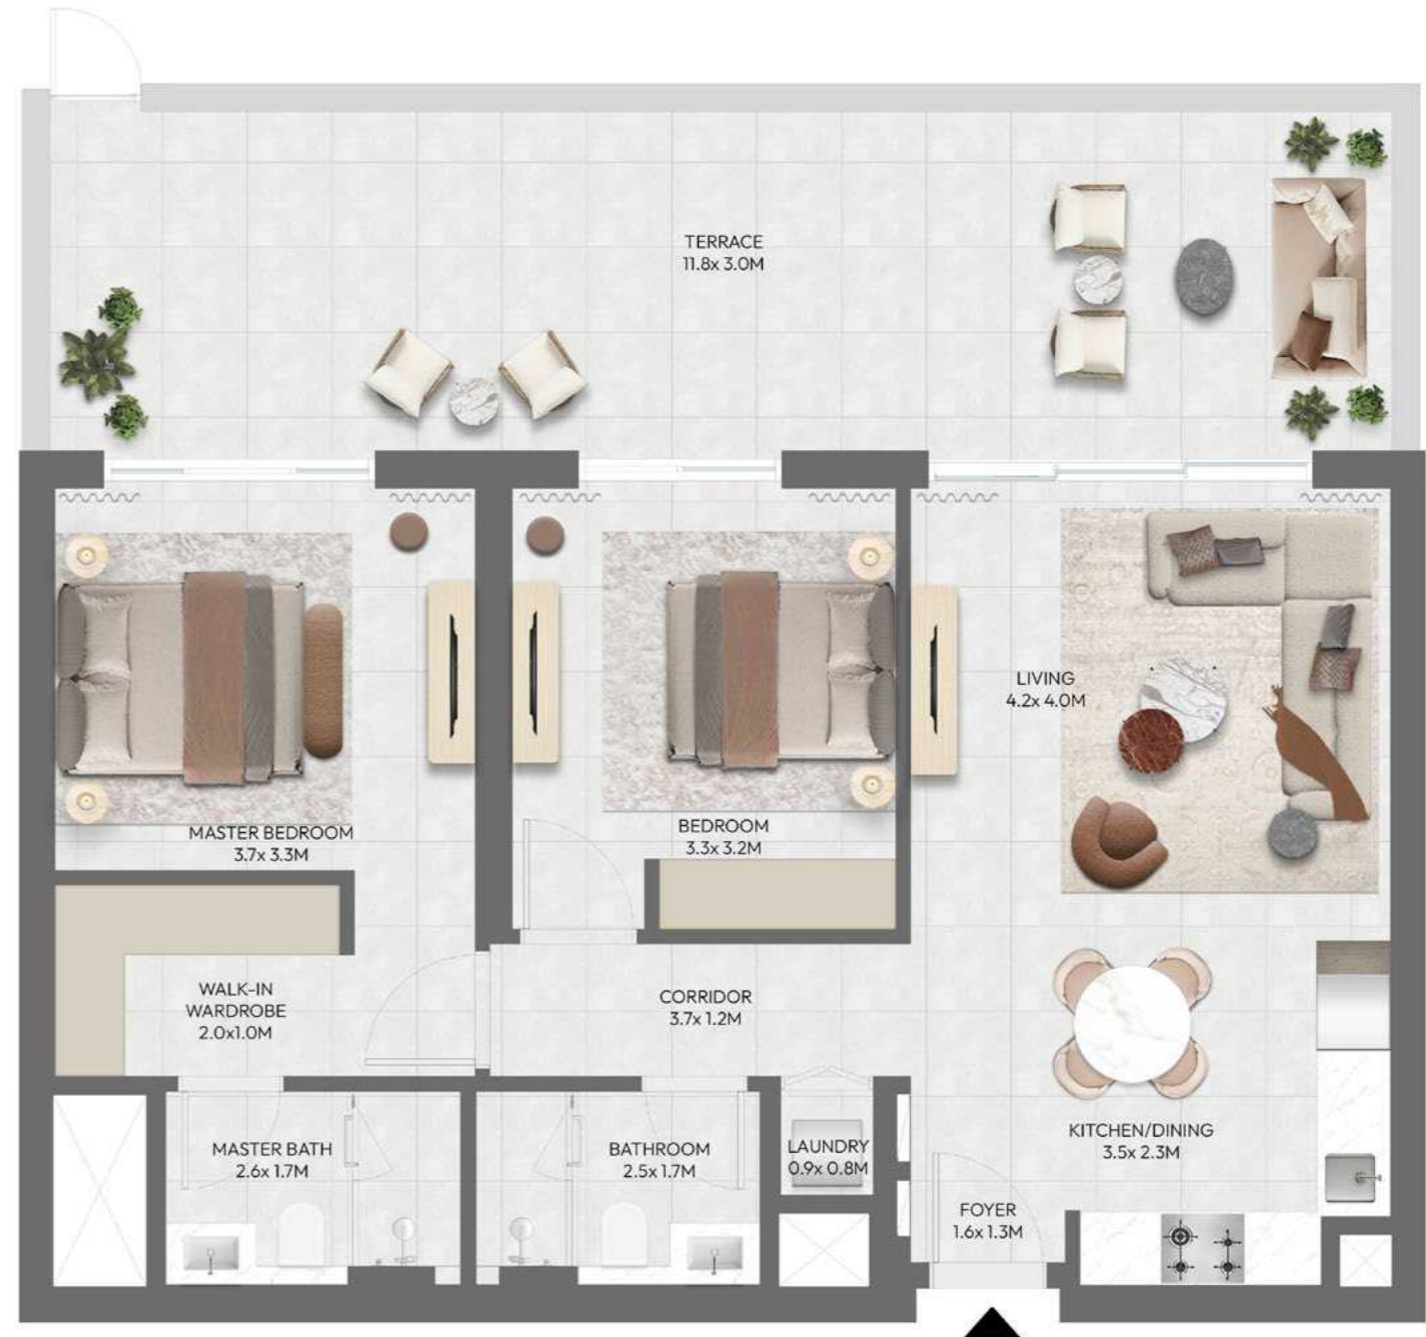 TERRACE
11.8x 3.0M
LIVING
4.2x 4.0M
MASTER BEDROOM
3.7x 3.3M
BEDROOM
3.3x 3.2M
WALK-IN
WARDROBE
2.0x1.0M
CORRIDOR
3.7x 1.2M
MASTER BATH
2.6x 1.7M
BATHROOM
2.5x 1.7M
LAUNDRY
0.9x 0.8M
KITCHEN/DINING
3.5x 2.3M
FOYER
1.6x 1.3M